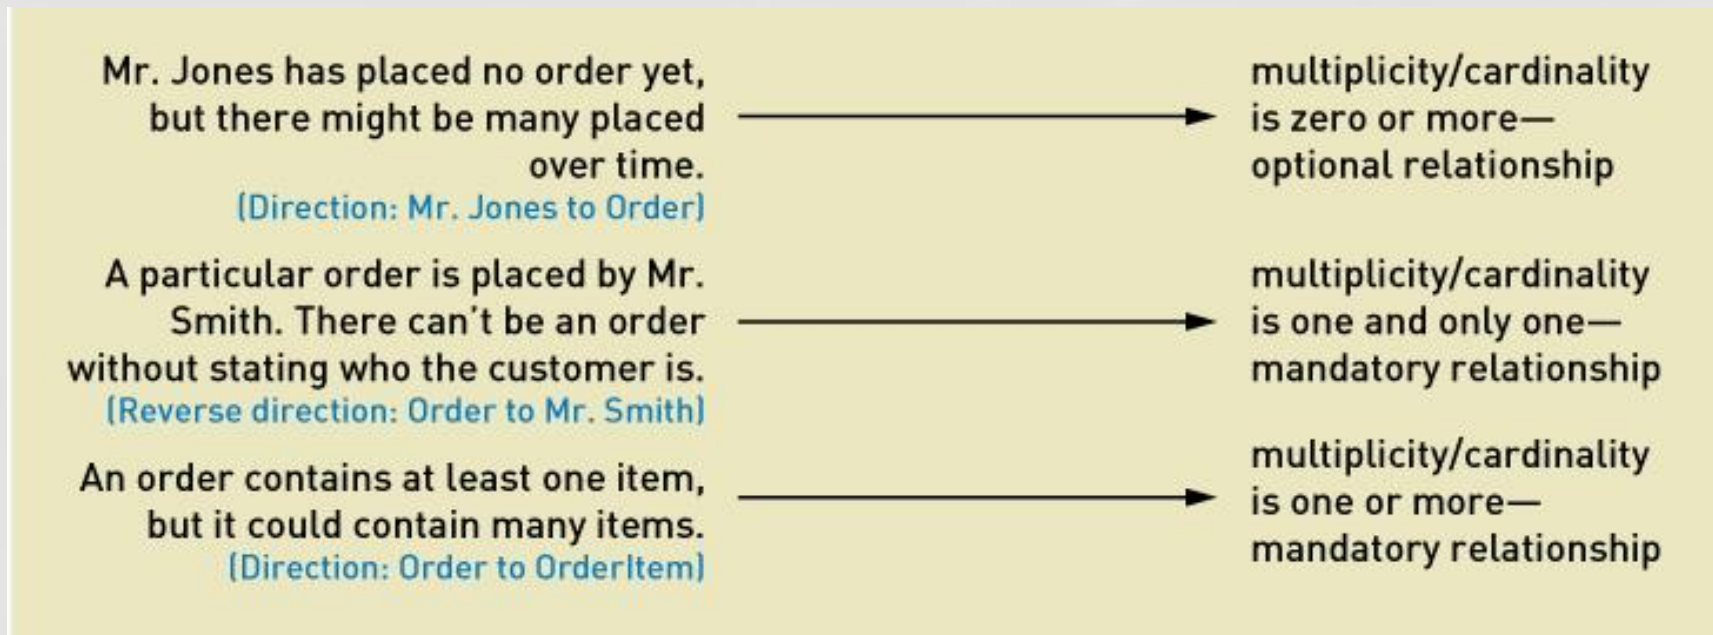 Mr. Jones has placed no order yet,
but there might be many placed
over time.
(Direction: Mr. Jones to Order)
multiplicity/cardinality
is zero or more—
optional relationship
A particular order is placed by Mr.
Smith. There can't be an order
without stating who the customer is.
(Reverse direction: Order to Mr. Smith)
multiplicity/cardinality
is one and only one—
mandatory relationship
An order contains at least one item,
but it could contain many items.
(Direction: Order to OrderItem)
multiplicity/cardinality
is one or more—
mandatory relationship